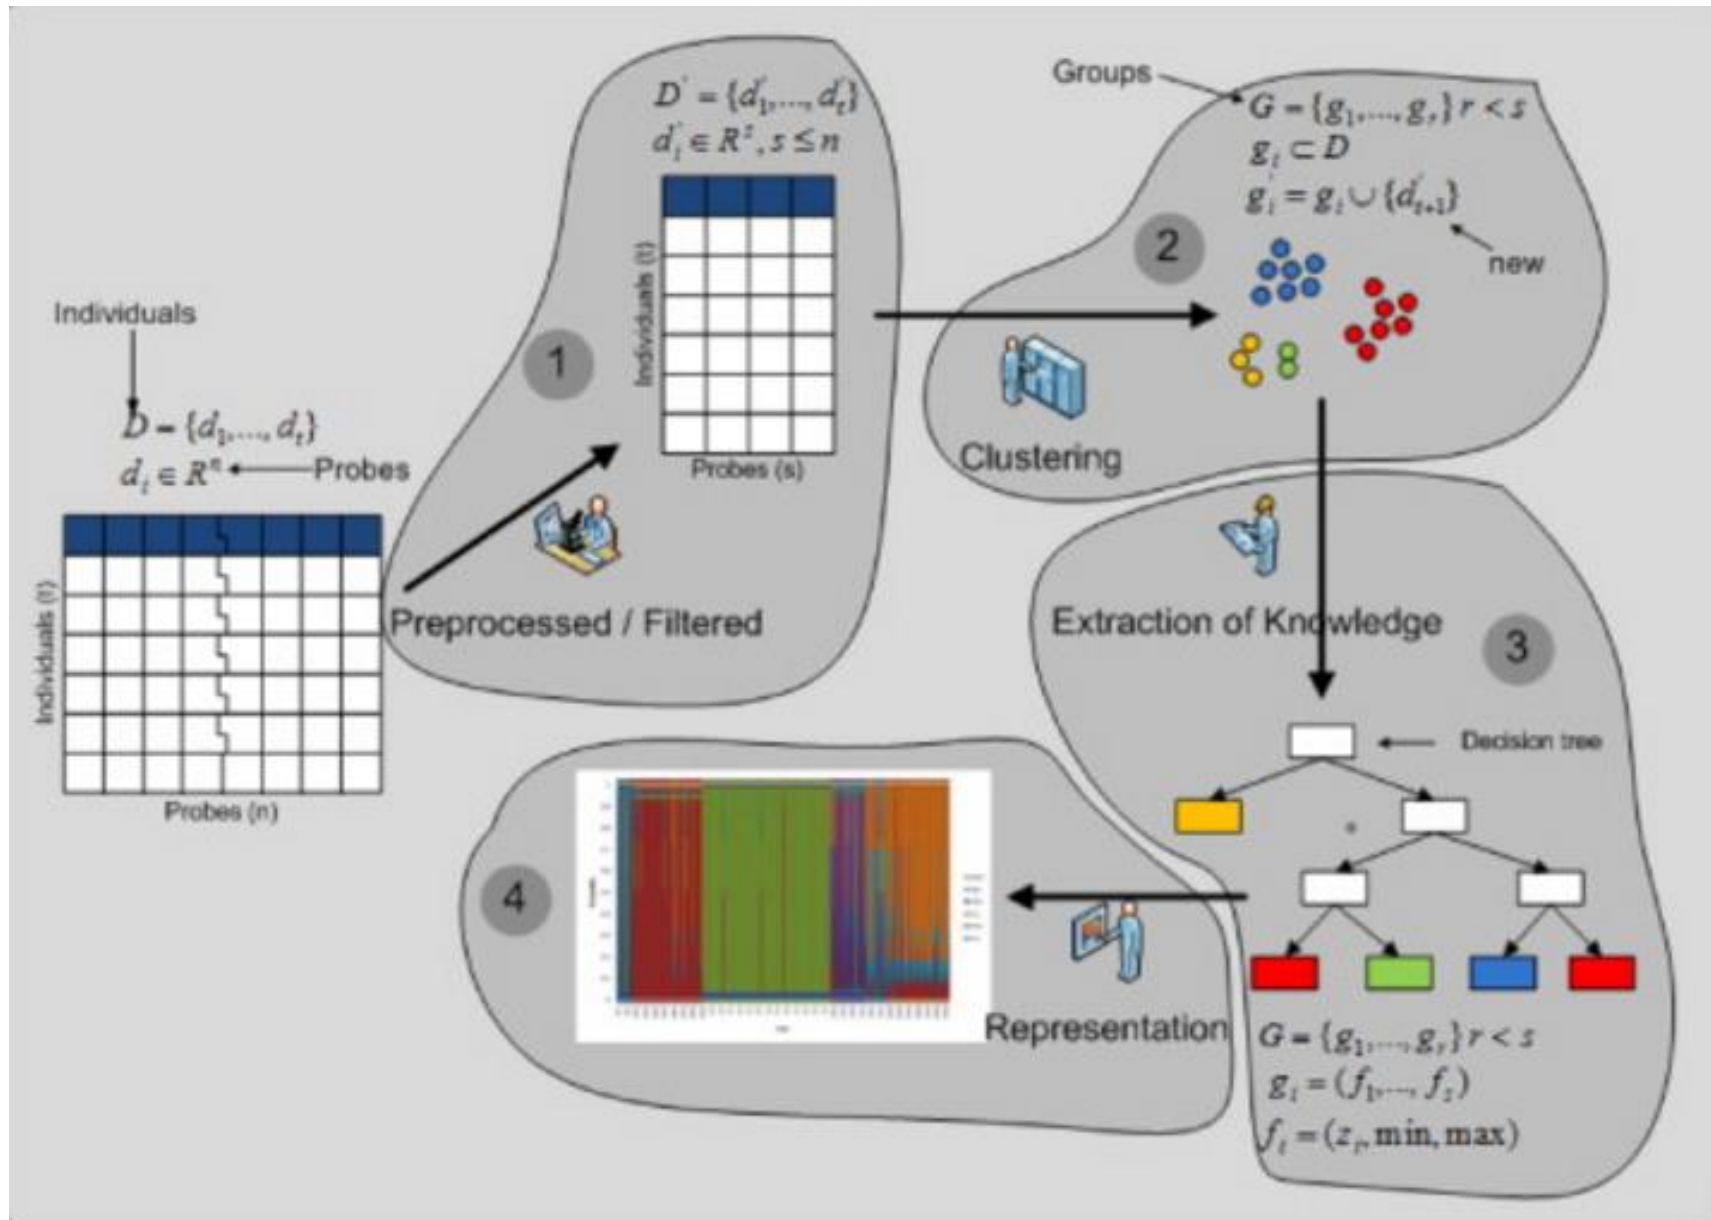 Individuals
D = {d₁,..., dₜ}
dᵢ ∈ Rⁿ
Probes
Individuals (t)
Probes (n)
1
D' = {d'₁,..., d'ₜ}
d'ᵢ ∈ Rˢ, s ≤ n
Individuals (t)
Probes (s)
Preprocessed / Filtered
Groups
G = {g₁,..., gᵣ} r < s
gᵢ ⊂ D
g'ᵢ = gᵢ ∪ {d'ₜ₊₁}
new
2
Clustering
Extraction of Knowledge
3
Decision tree
G = {g₁,..., gᵣ} r < s
gᵢ = (f₁,..., fₛ)
fᵢ = (zᵢ, min, max)
4
Representation